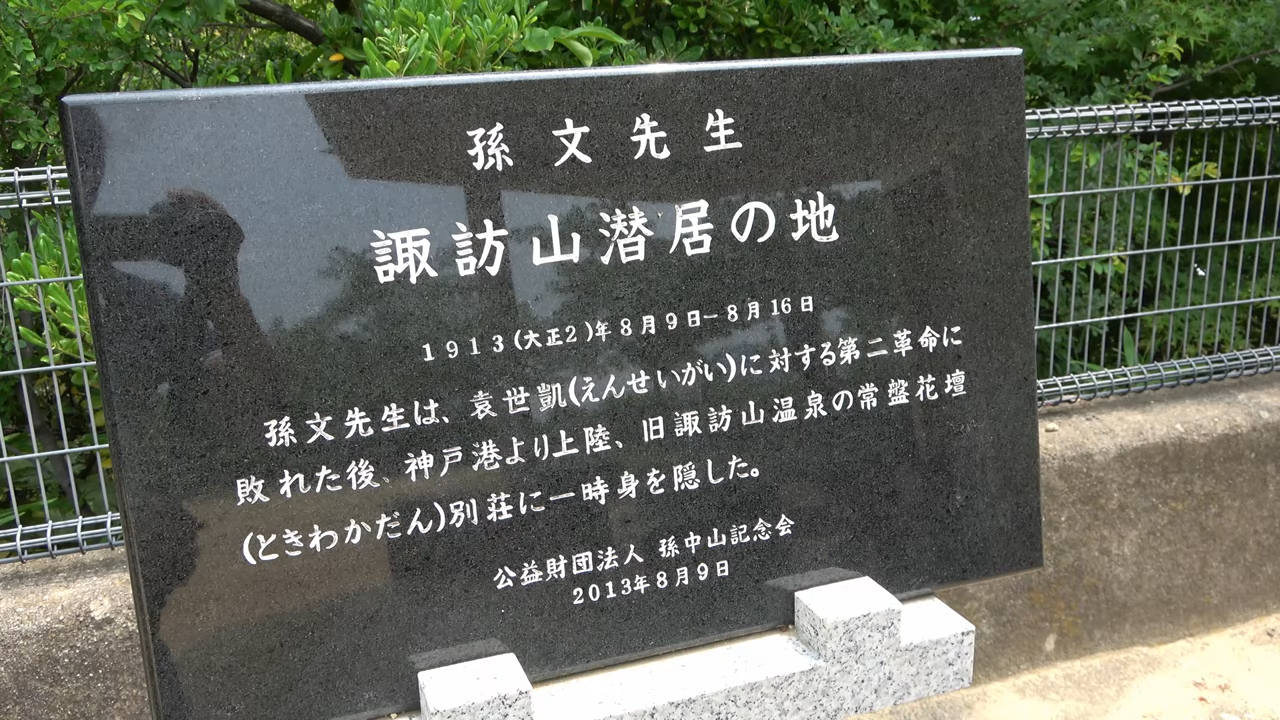 孫文先生
諏訪山潜居の地
1913(大正2)年8月9日－8月16日
孫文先生は、袁世凱(えんせいがい)に対する第二革命に
敗れた後、神戸港より上陸、旧諏訪山温泉の常盤花壇
(ときわかだん)別荘に一時身を隠した。
公益財団法人 孫中山記念会
2013年8月9日